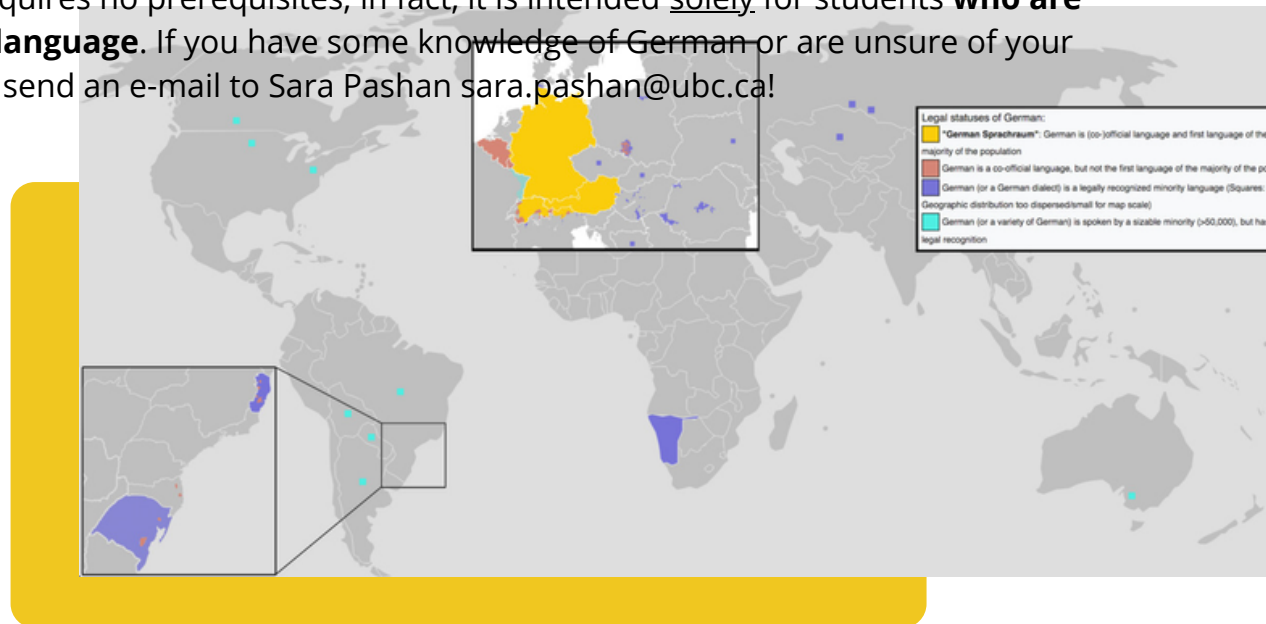 quires no prerequisites, in fact, it is intended solely for students who are
language. If you have some knowledge of German or are unsure of your
send an e-mail to Sara Pashan sara.pashan@ubc.ca!
Legal statuses of German:
"German Sprachraum": German is (co-)official language and first language of the
majority of the population
German is a co-official language, but not the first language of the majority of the po
German (or a German dialect) is a legally recognized minority language (Squares:
Geographic distribution too dispersed/small for map scale)
German (or a variety of German) is spoken by a sizable minority (>50,000), but ha
legal recognition